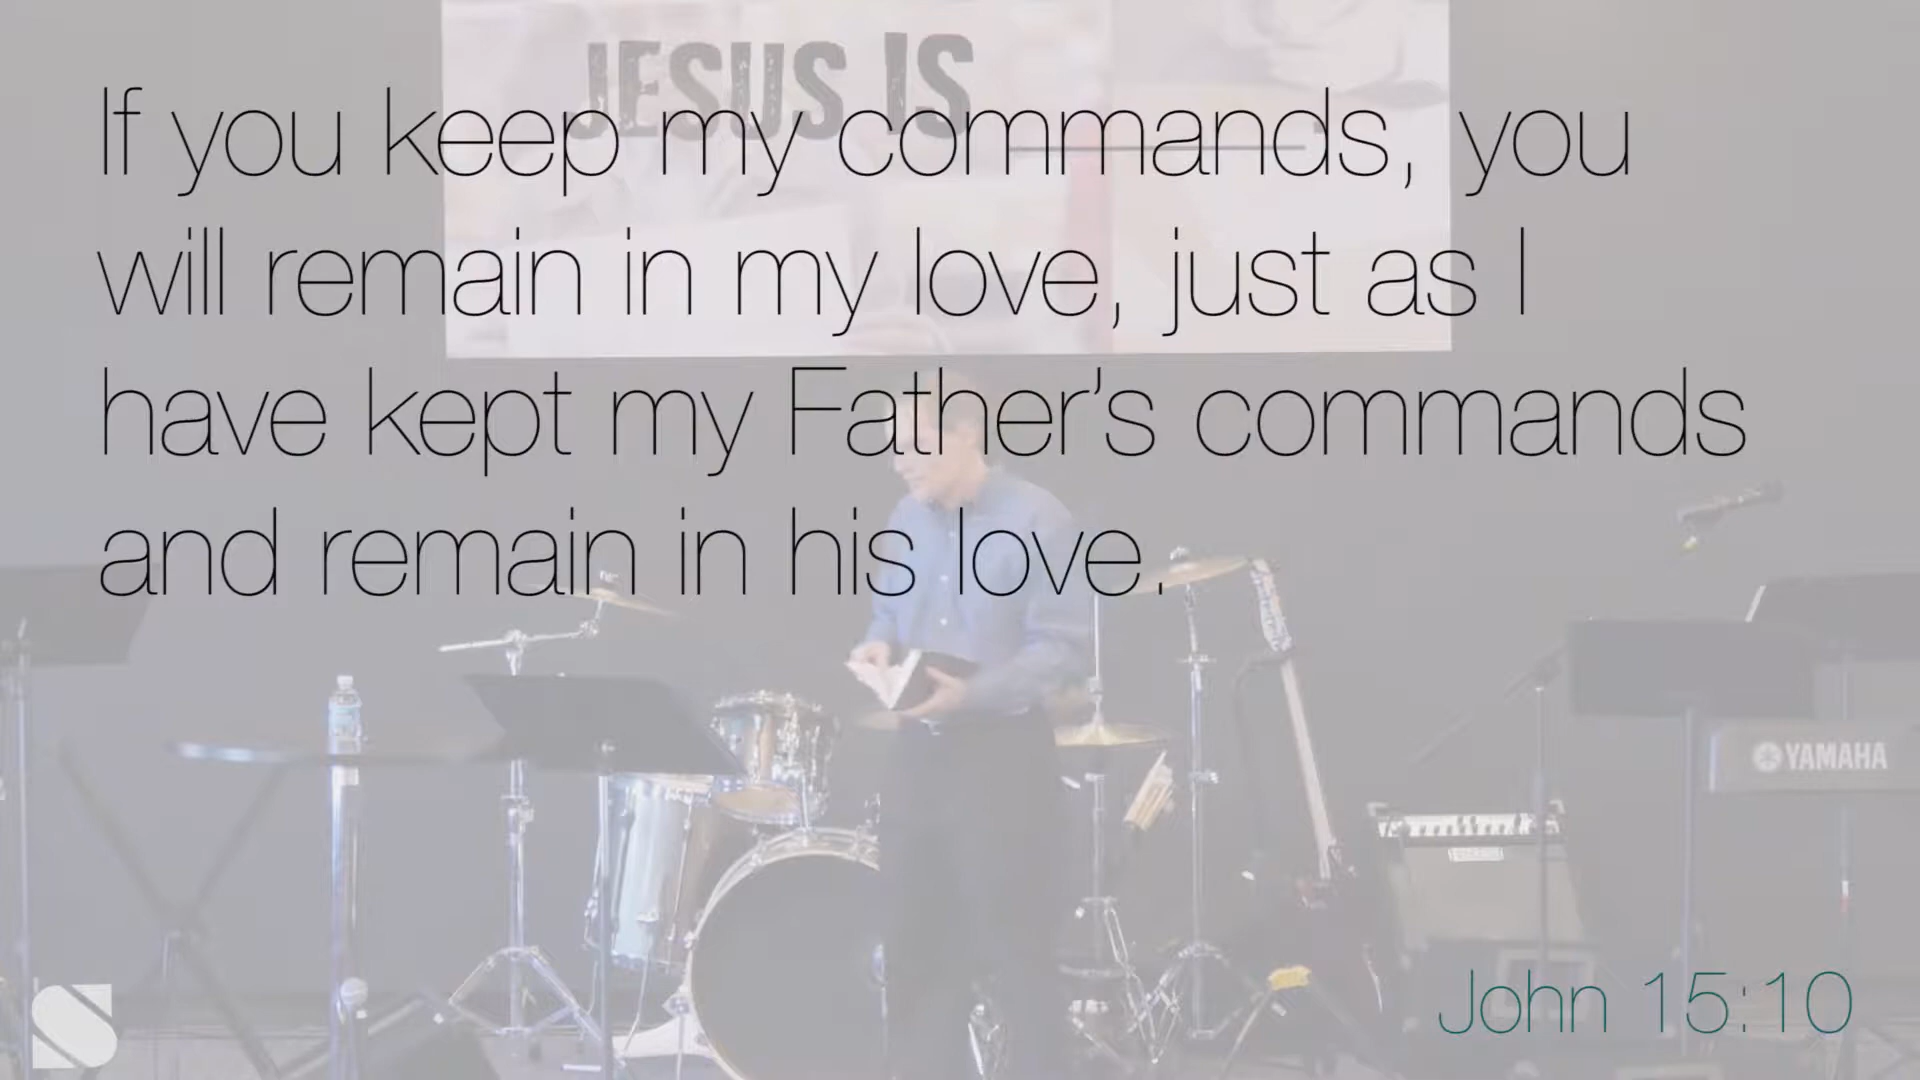 JESUS IS
If you keep my commands, you
will remain in my love, just as I
have kept my Father's commands
and remain in his love.
YAMAHA
John 15:10